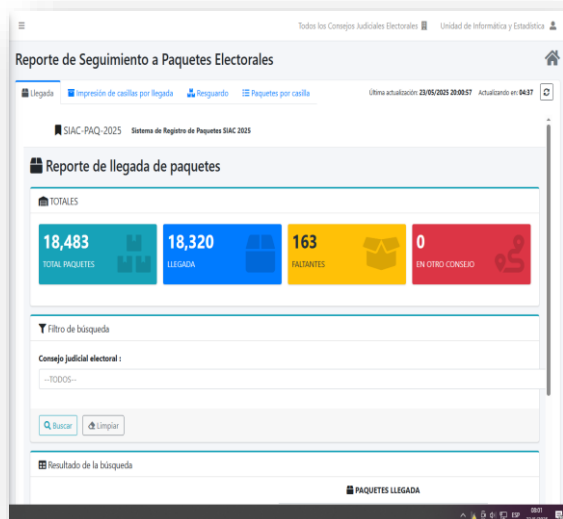 Todos los Consejos Judiciales Electorales Unidad de Informática y Estadística
Reporte de Seguimiento a Paquetes Electorales
Llegada Impresión de casillas por llegada Resguardo Paquetes por casilla Última actualización: 23/05/2025 20:00:57 Actualizando en: 04:37
SIAC-PAQ-2025 Sistema de Registro de Paquetes SIAC 2025
Reporte de llegada de paquetes
TOTALES
18,483 18,320 163 0
TOTAL PAQUETES LLEGADA FALTANTES EN OTRO CONSEJO
Filtro de búsqueda
Consejo judicial electoral :
--TODOS--
Buscar Limpiar
Resultado de la búsqueda
PAQUETES LLEGADA
ESP